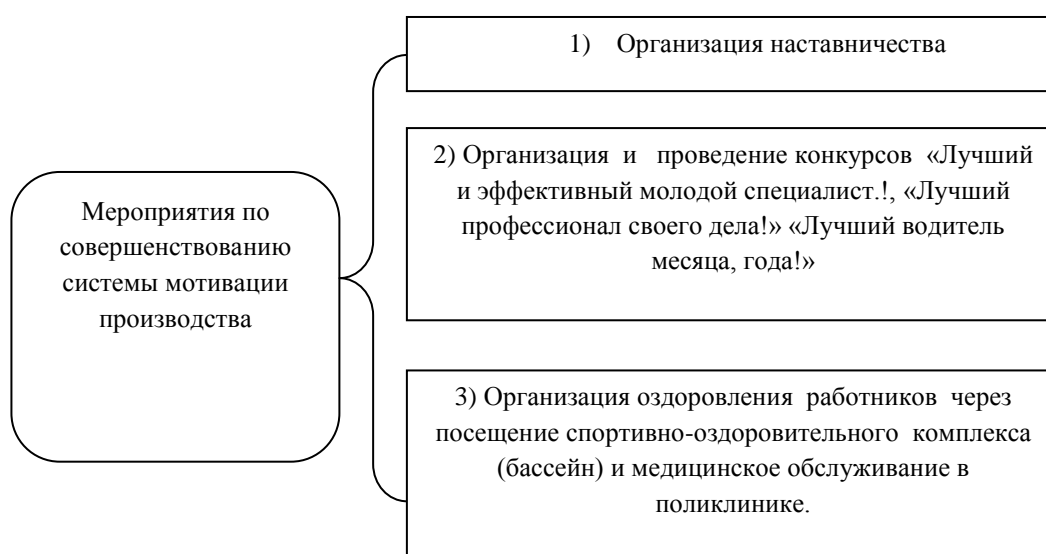 Мероприятия по
совершенствованию
системы мотивации
производства
1) Организация наставничества
2) Организация и проведение конкурсов «Лучший
и эффективный молодой специалист.!, «Лучший
профессионал своего дела!» «Лучший водитель
месяца, года!»
3) Организация оздоровления работников через
посещение спортивно-оздоровительного комплекса
(бассейн) и медицинское обслуживание в
поликлинике.